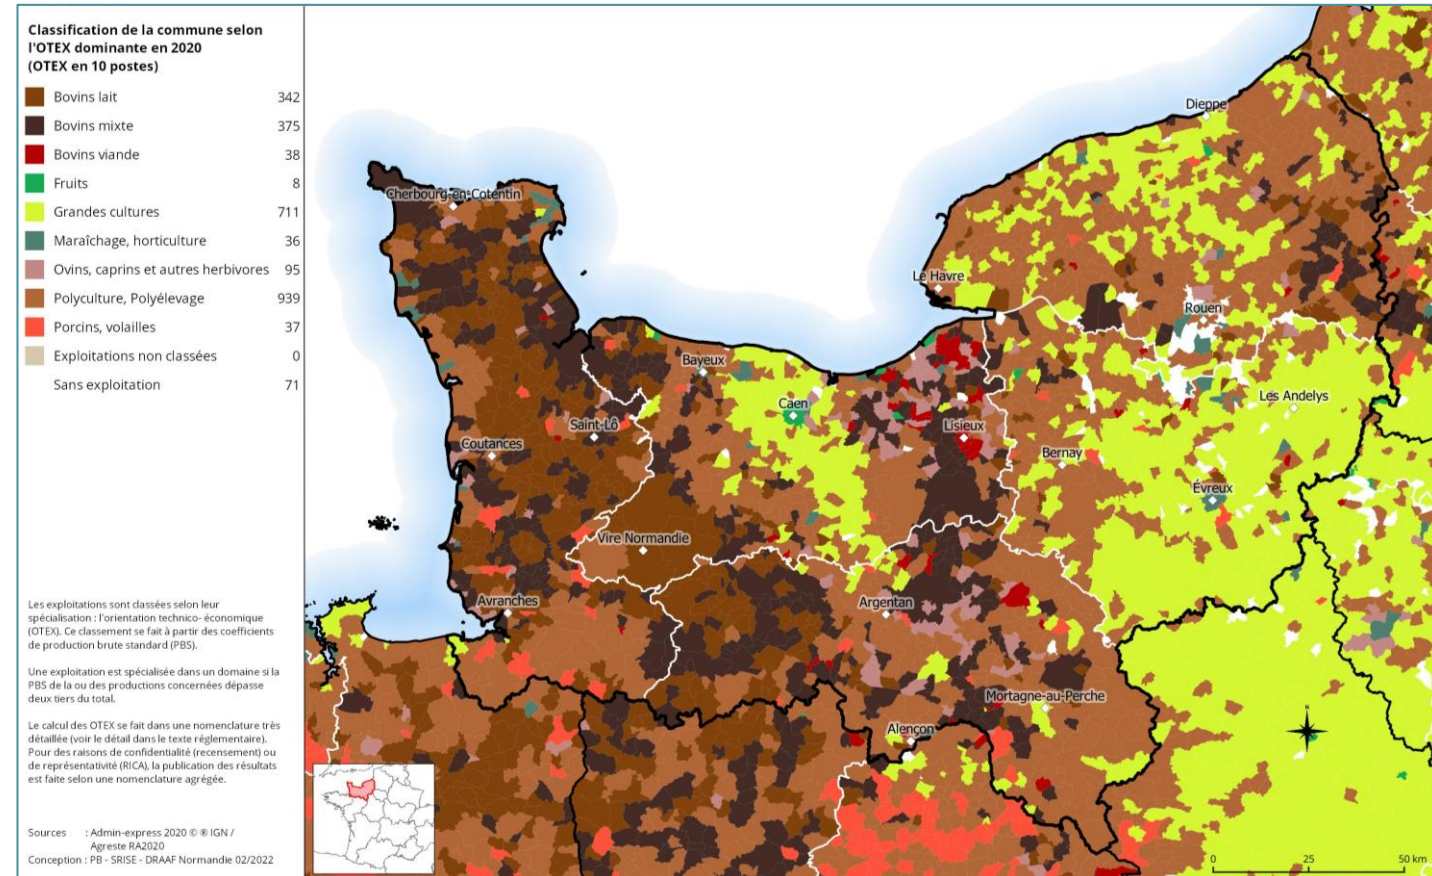 Classification de la commune selon
l'OTEX dominante en 2020
(OTEX en 10 postes)
Bovins lait 342
Bovins mixte 375
Bovins viande 38
Fruits 8
Grandes cultures 711
Maraîchage, horticulture 36
Ovins, caprins et autres herbivores 95
Polyculture, Polyélevage 939
Porcins, volailles 37
Exploitations non classées 0
Sans exploitation 71
Les exploitations sont classées selon leur
spécialisation : l'orientation technico- économique
(OTEX). Ce classement se fait à partir des coefficients
de production brute standard (PBS).
Une exploitation est spécialisée dans un domaine si la
PBS de la ou des productions concernées dépasse
deux tiers du total.
Le calcul des OTEX se fait dans une nomenclature très
détaillée (voir le détail dans le texte réglementaire).
Pour des raisons de confidentialité (recensement) ou
de représentativité (RICA), la publication des résultats
est faite selon une nomenclature agrégée.
Sources : Admin-express 2020 © ® IGN /
Agreste RA2020
Conception : PB - SRISE - DRAAF Normandie 02/2022
Dieppe
Cherbourg-en-Cotentin
Le Havre
Rouen
Bayeux
Les Andelys
Caen
Saint-Lô
Lisieux
Coutances
Bernay
Évreux
Vire Normandie
Avranches
Argentan
Mortagne-au-Perche
Alençon
N
0 25 50 km